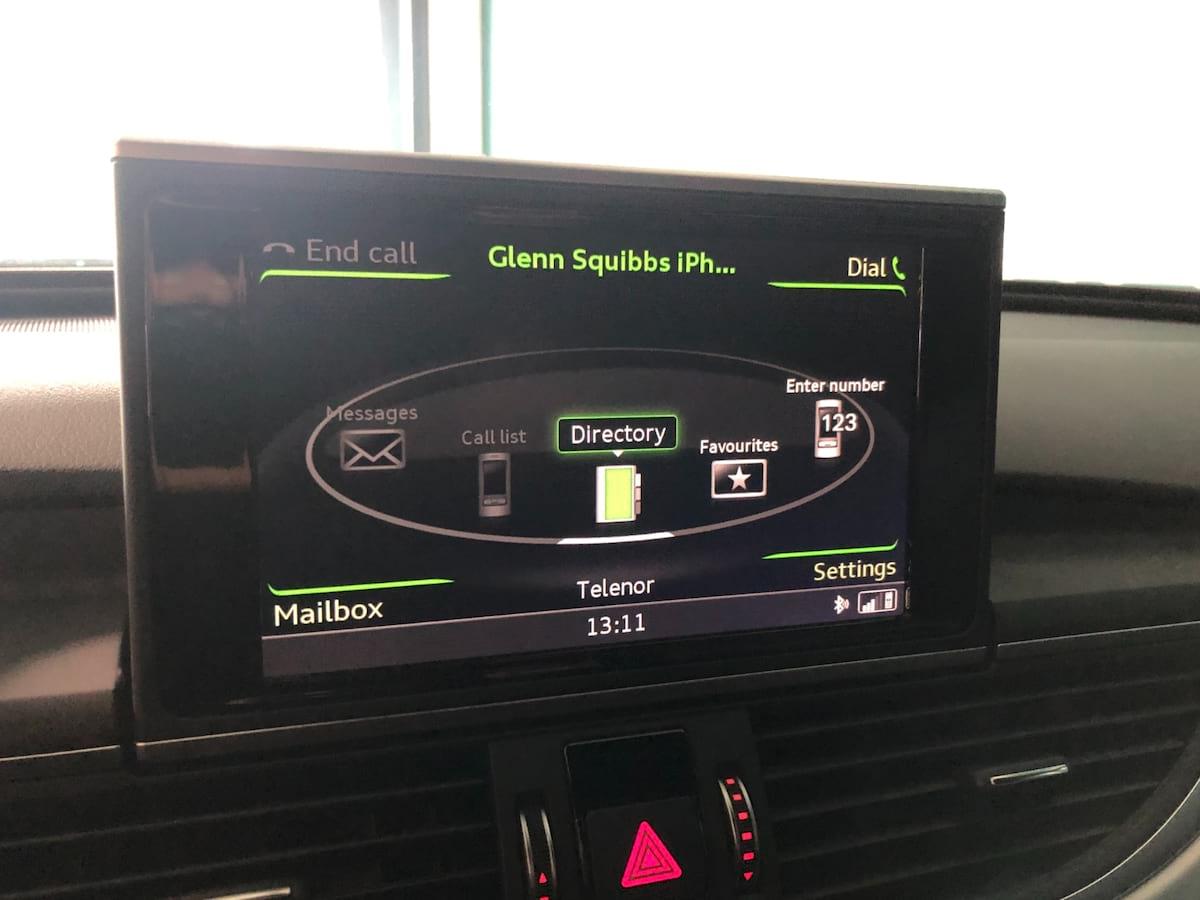 End call
Glenn Squibbs iPh...
Dial
Messages
Call list
Directory
Favourites
Enter number
123
Mailbox
Telenor
Settings
13:11